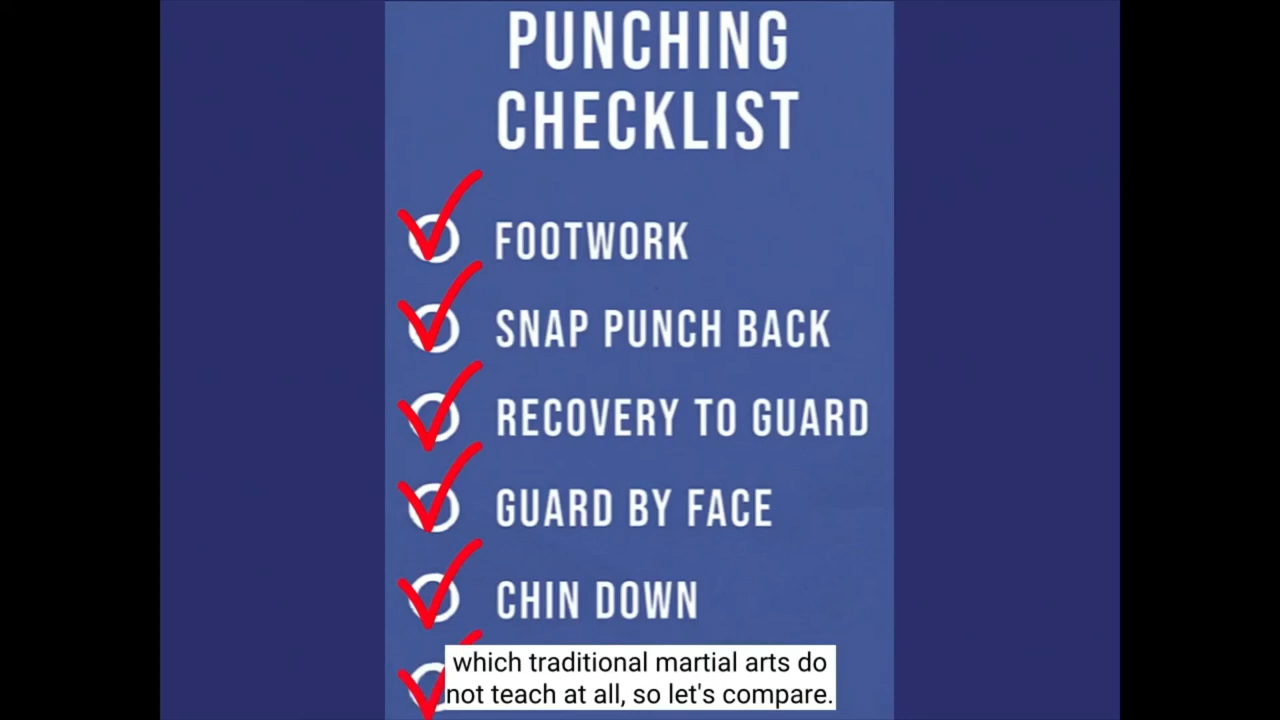 PUNCHING
CHECKLIST
FOOTWORK
SNAP PUNCH BACK
RECOVERY TO GUARD
GUARD BY FACE
CHIN DOWN
which traditional martial arts do
not teach at all, so let's compare.